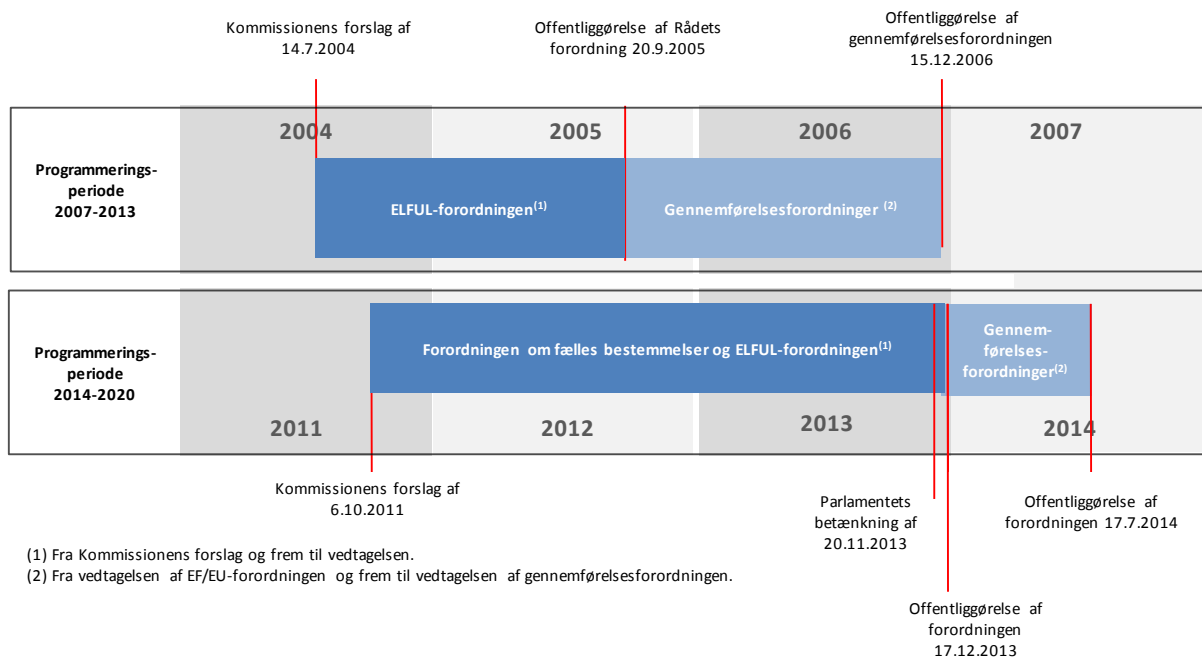 Kommissionens forslag af
14.7.2004
Offentliggørelse af Rådets
forordning 20.9.2005
Offentliggørelse af
gennemførelsesforordningen
15.12.2006
2004
2005
2006
2007
Programmerings-
periode
2007-2013
ELFUL-forordningen(1)
Gennemførelsesforordninger (2)
Programmerings-
periode
2014-2020
Forordningen om fælles bestemmelser og ELFUL-forordningen(1)
Gennem-
førelses-
forordninger(2)
2011
2012
2013
2014
Kommissionens forslag af
6.10.2011
Parlamentets
betænkning af
20.11.2013
Offentliggørelse af
forordningen 17.7.2014
(1) Fra Kommissionens forslag og frem til vedtagelsen.
(2) Fra vedtagelsen af EF/EU-forordningen og frem til vedtagelsen af gennemførelsesforordningen.
Offentliggørelse af
forordningen
17.12.2013